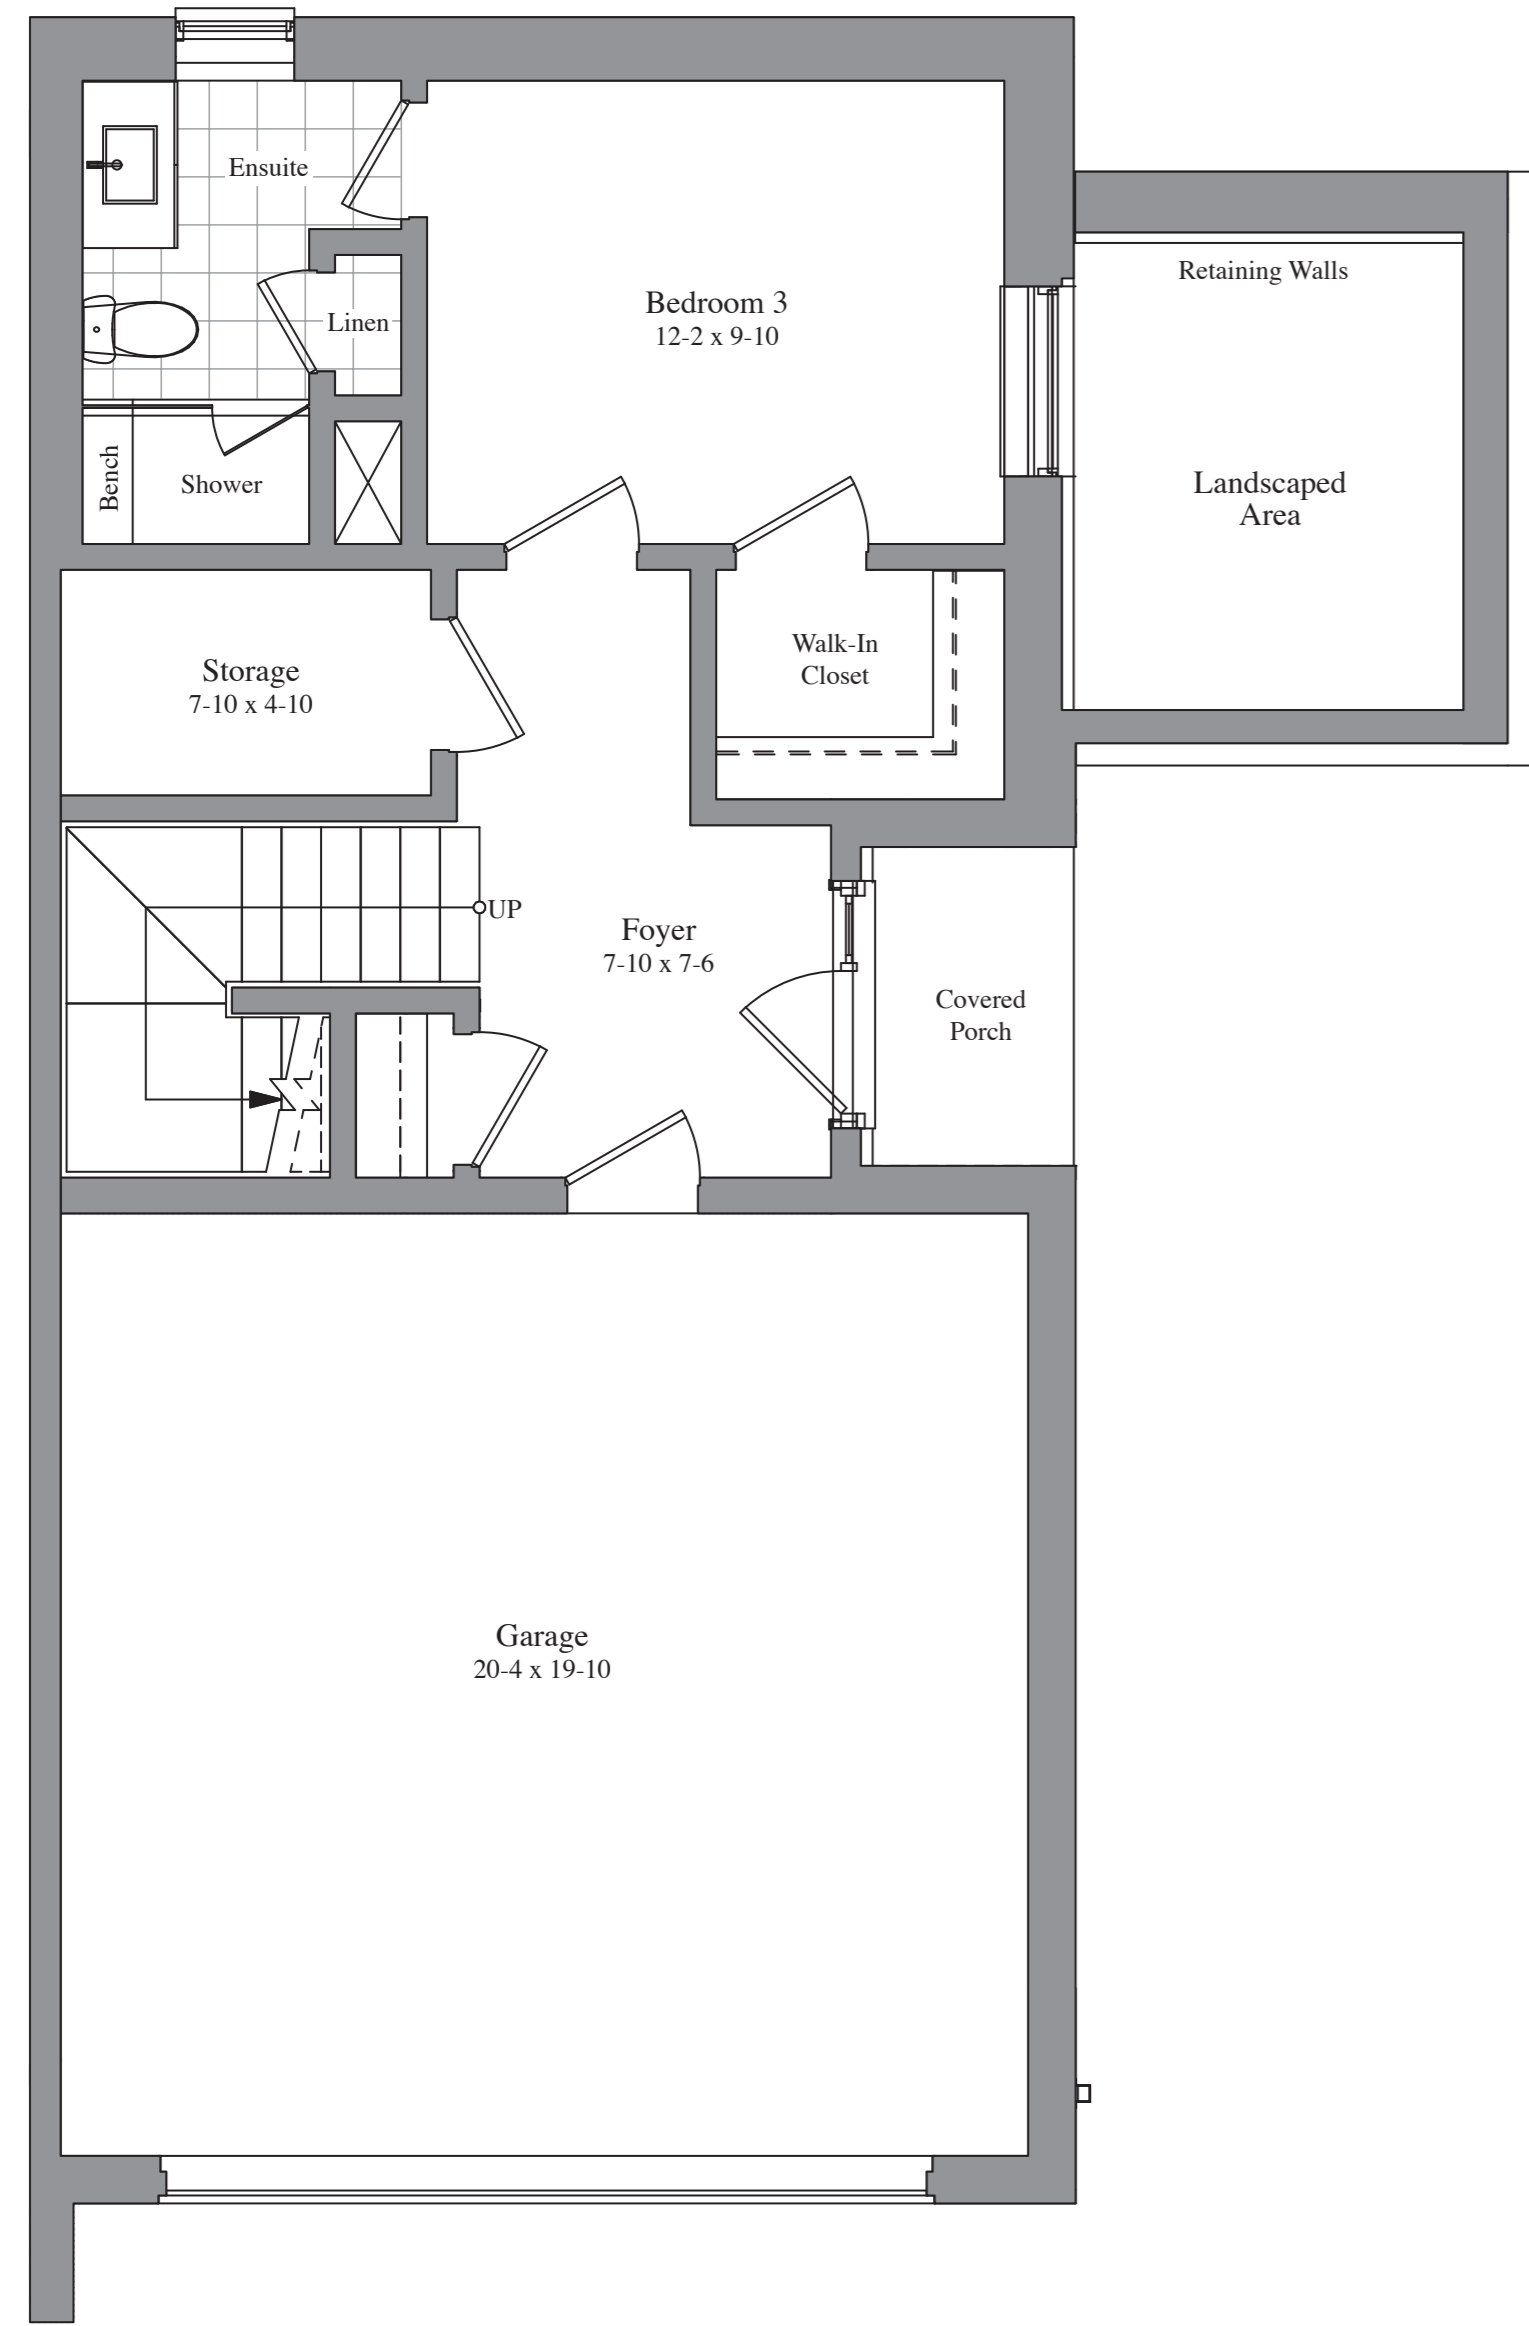 Ensuite
Retaining Walls
Bedroom 3
12-2 x 9-10
Linen
Bench
Shower
Landscaped
Area
Walk-In
Closet
Storage
7-10 x 4-10
UP
Foyer
7-10 x 7-6
Covered
Porch
Garage
20-4 x 19-10